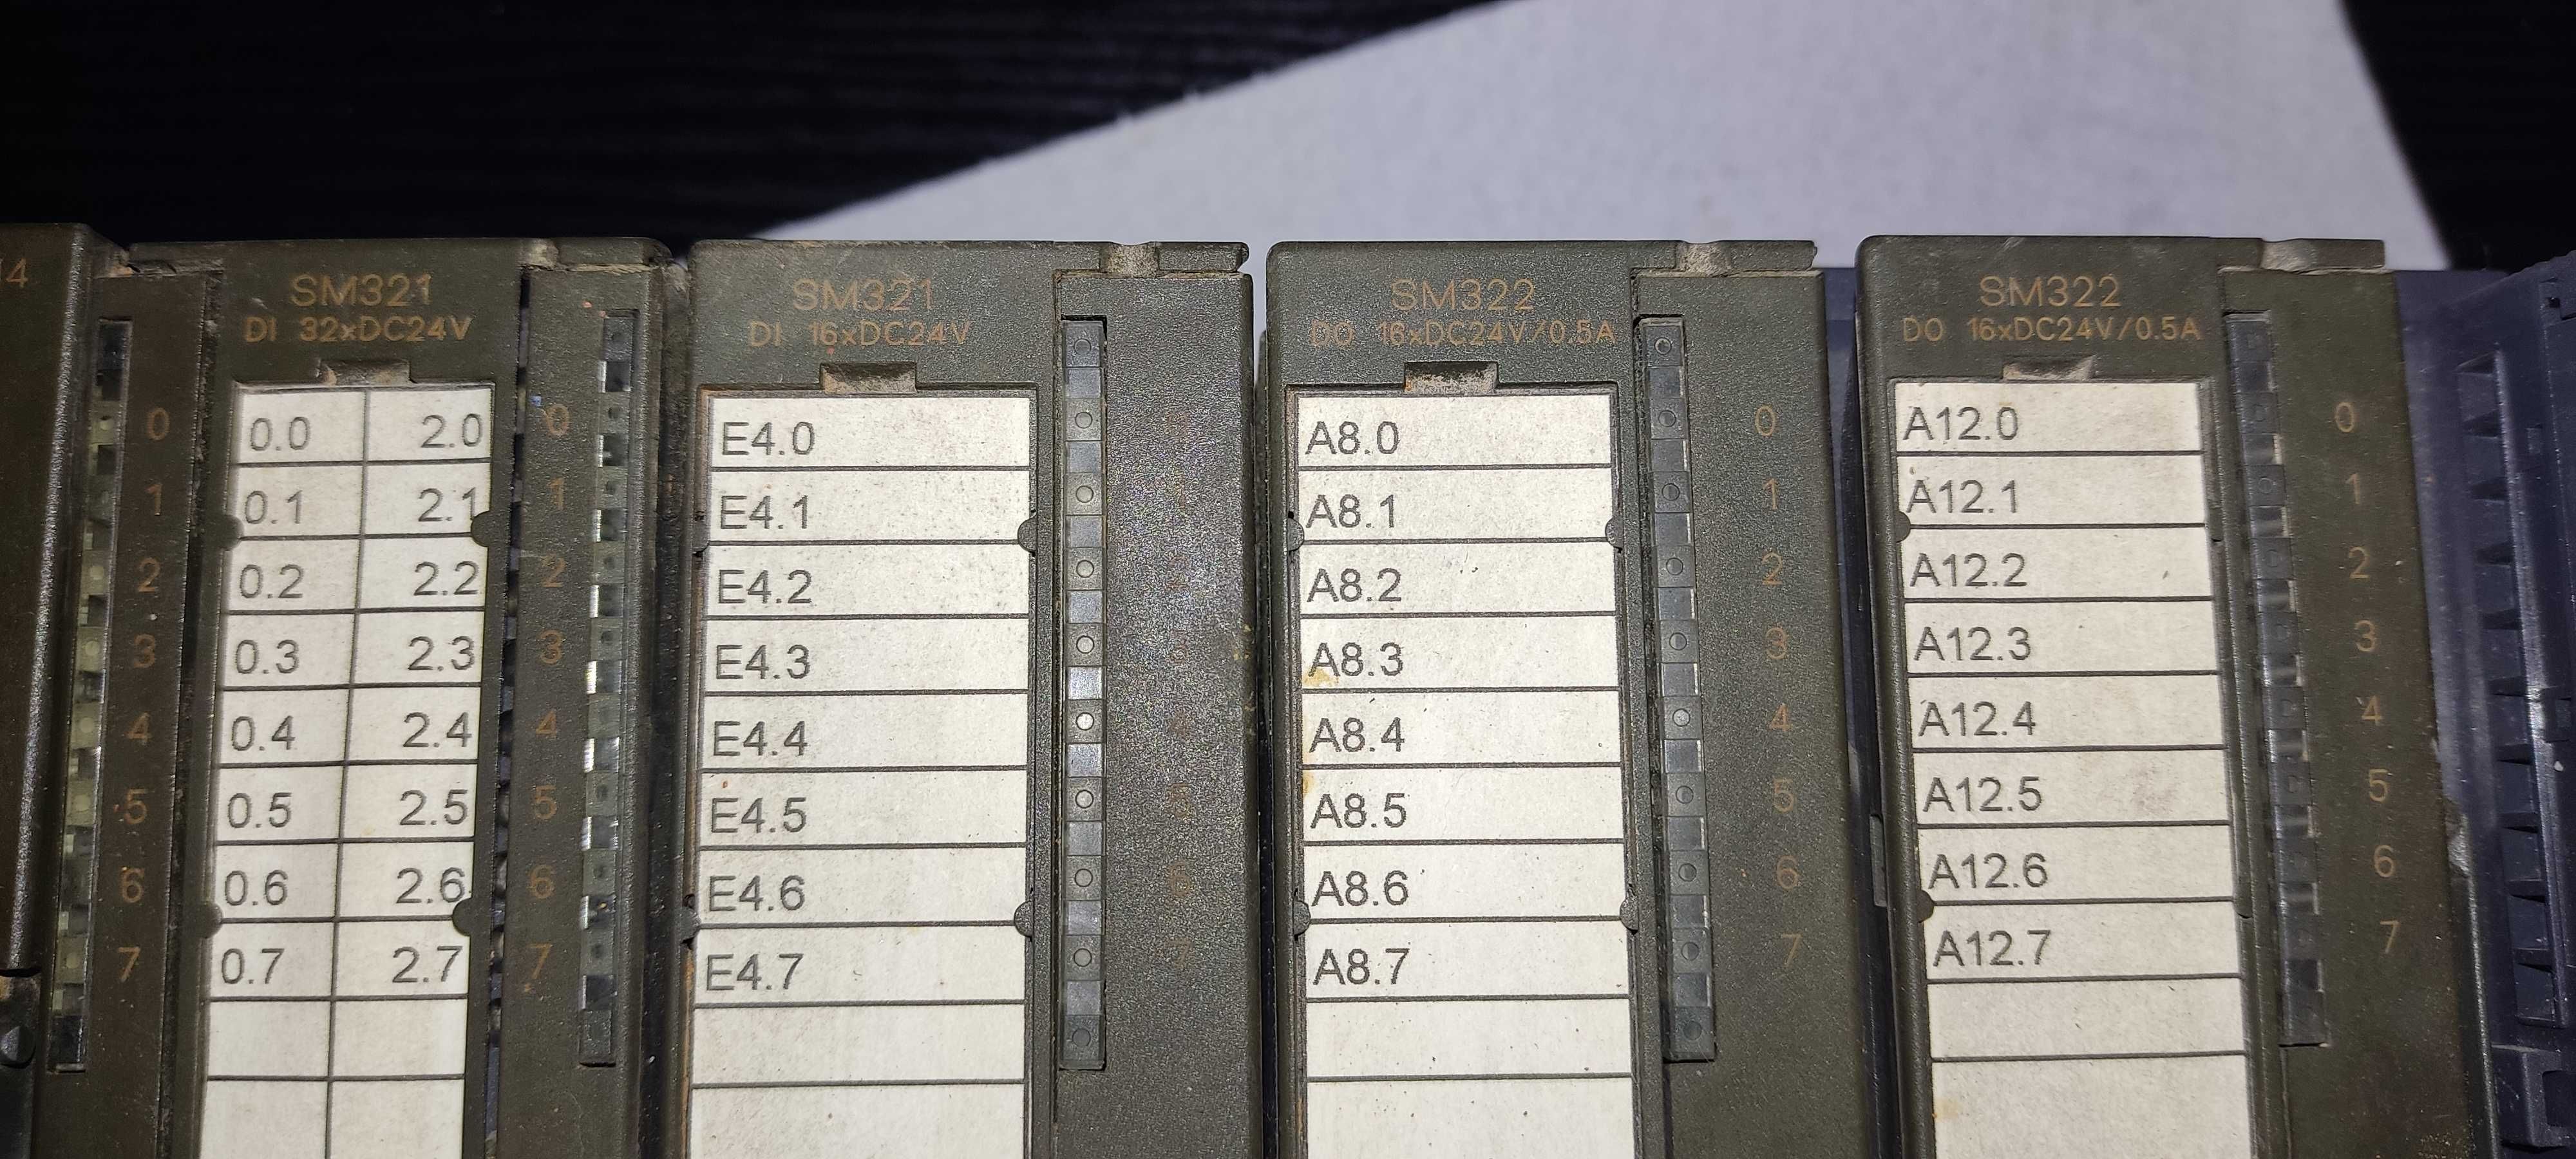 14
SM321
DI 32xDC24V
0.0 2.0
0.1 2.1
0.2 2.2
0.3 2.3
0.4 2.4
0.5 2.5
0.6 2.6
0.7 2.7
0
1
2
3
4
5
6
7
0
1
2
3
4
5
6
7
SM321
DI 16xDC24V
E4.0
E4.1
E4.2
E4.3
E4.4
E4.5
E4.6
E4.7
SM322
DO 16xDC24V/0.5A
A8.0
A8.1
A8.2
A8.3
A8.4
A8.5
A8.6
A8.7
0
1
2
3
4
5
6
7
SM322
DO 16xDC24V/0.5A
A12.0
A12.1
A12.2
A12.3
A12.4
A12.5
A12.6
A12.7
0
1
2
3
4
5
6
7